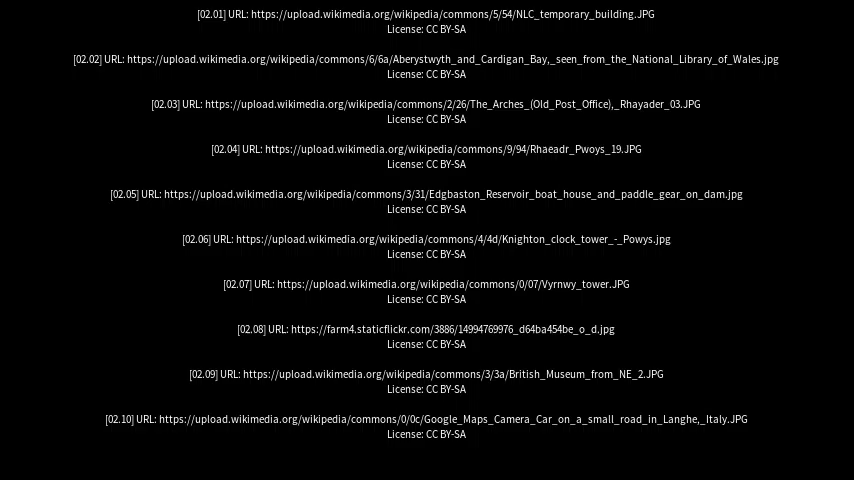 [02.01] URL: https://upload.wikimedia.org/wikipedia/commons/5/54/NLC_temporary_building.JPG
License: CC BY-SA
[02.02] URL: https://upload.wikimedia.org/wikipedia/commons/6/6a/Aberystwyth_and_Cardigan_Bay,_seen_from_the_National_Library_of_Wales.jpg
License: CC BY-SA
[02.03] URL: https://upload.wikimedia.org/wikipedia/commons/2/26/The_Arches_(Old_Post_Office),_Rhayader_03.JPG
License: CC BY-SA
[02.04] URL: https://upload.wikimedia.org/wikipedia/commons/9/94/Rhaeadr_Pwoys_19.JPG
License: CC BY-SA
[02.05] URL: https://upload.wikimedia.org/wikipedia/commons/3/31/Edgbaston_Reservoir_boat_house_and_paddle_gear_on_dam.jpg
License: CC BY-SA
[02.06] URL: https://upload.wikimedia.org/wikipedia/commons/4/4d/Knighton_clock_tower_-_Powys.jpg
License: CC BY-SA
[02.07] URL: https://upload.wikimedia.org/wikipedia/commons/0/07/Vyrnwy_tower.JPG
License: CC BY-SA
[02.08] URL: https://farm4.staticflickr.com/3886/14994769976_d64ba454be_o_d.jpg
License: CC BY-SA
[02.09] URL: https://upload.wikimedia.org/wikipedia/commons/3/3a/British_Museum_from_NE_2.JPG
License: CC BY-SA
[02.10] URL: https://upload.wikimedia.org/wikipedia/commons/0/0c/Google_Maps_Camera_Car_on_a_small_road_in_Langhe,_Italy.JPG
License: CC BY-SA